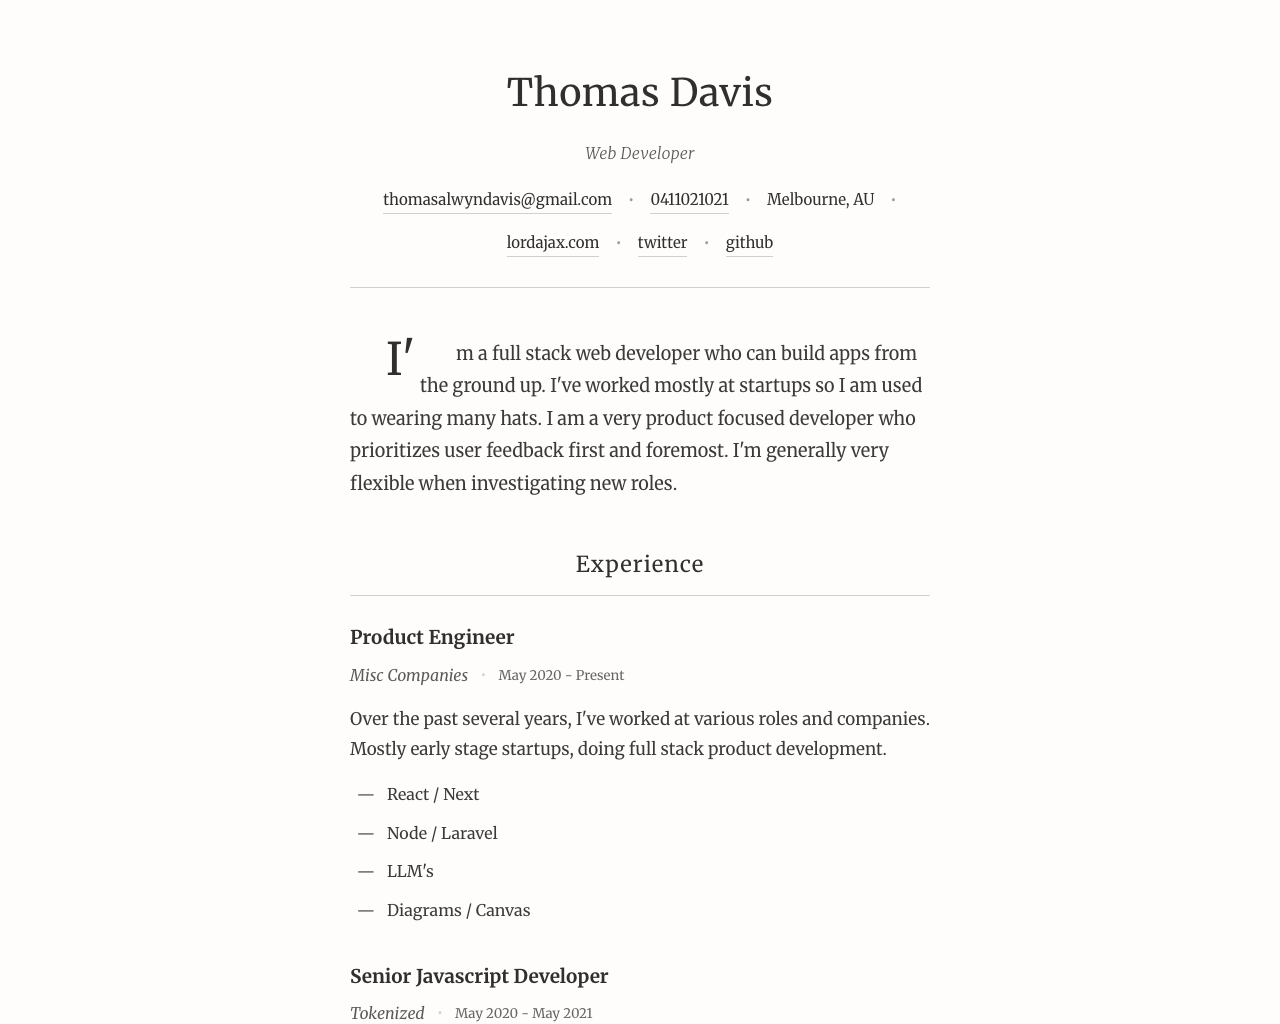 Thomas Davis
Web Developer
thomasalwyndavis@gmail.com • 0411021021 • Melbourne, AU •
lordajax.com • twitter • github
I'm a full stack web developer who can build apps from
the ground up. I've worked mostly at startups so I am used
to wearing many hats. I am a very product focused developer who
prioritizes user feedback first and foremost. I'm generally very
flexible when investigating new roles.
Experience
Product Engineer
Misc Companies • May 2020 - Present
Over the past several years, I've worked at various roles and companies.
Mostly early stage startups, doing full stack product development.
— React / Next
— Node / Laravel
— LLM's
— Diagrams / Canvas
Senior Javascript Developer
Tokenized • May 2020 - May 2021